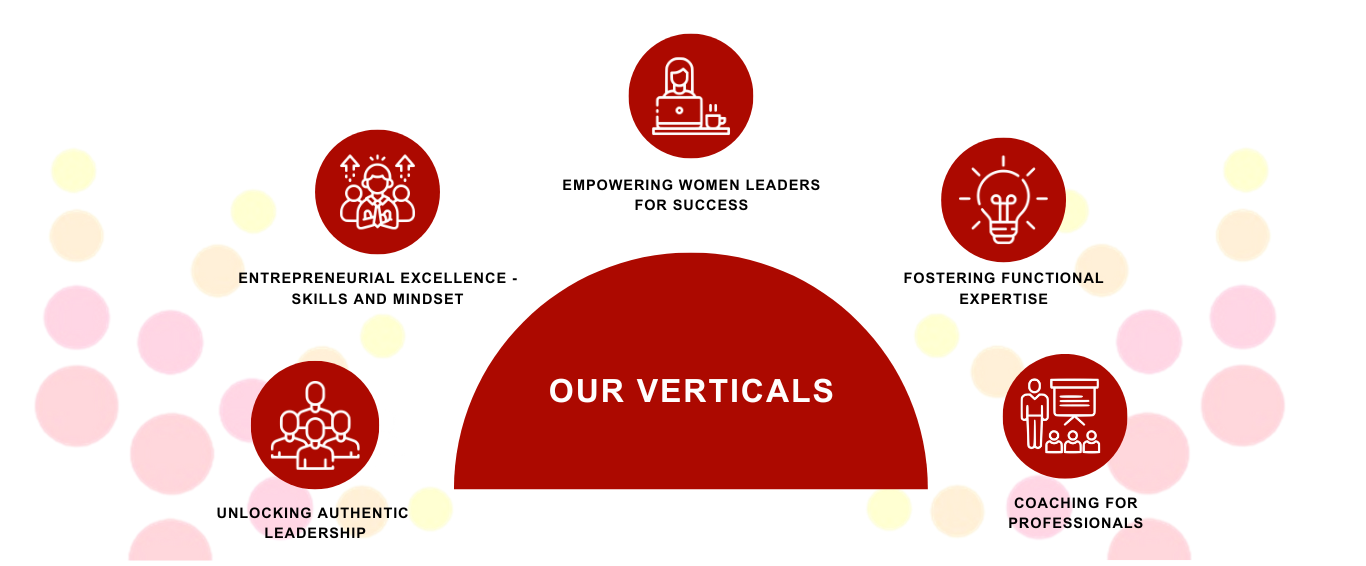 EMPOWERING WOMEN LEADERS
FOR SUCCESS
ENTREPRENEURIAL EXCELLENCE -
SKILLS AND MINDSET
FOSTERING FUNCTIONAL
EXPERTISE
OUR VERTICALS
UNLOCKING AUTHENTIC
LEADERSHIP
COACHING FOR
PROFESSIONALS